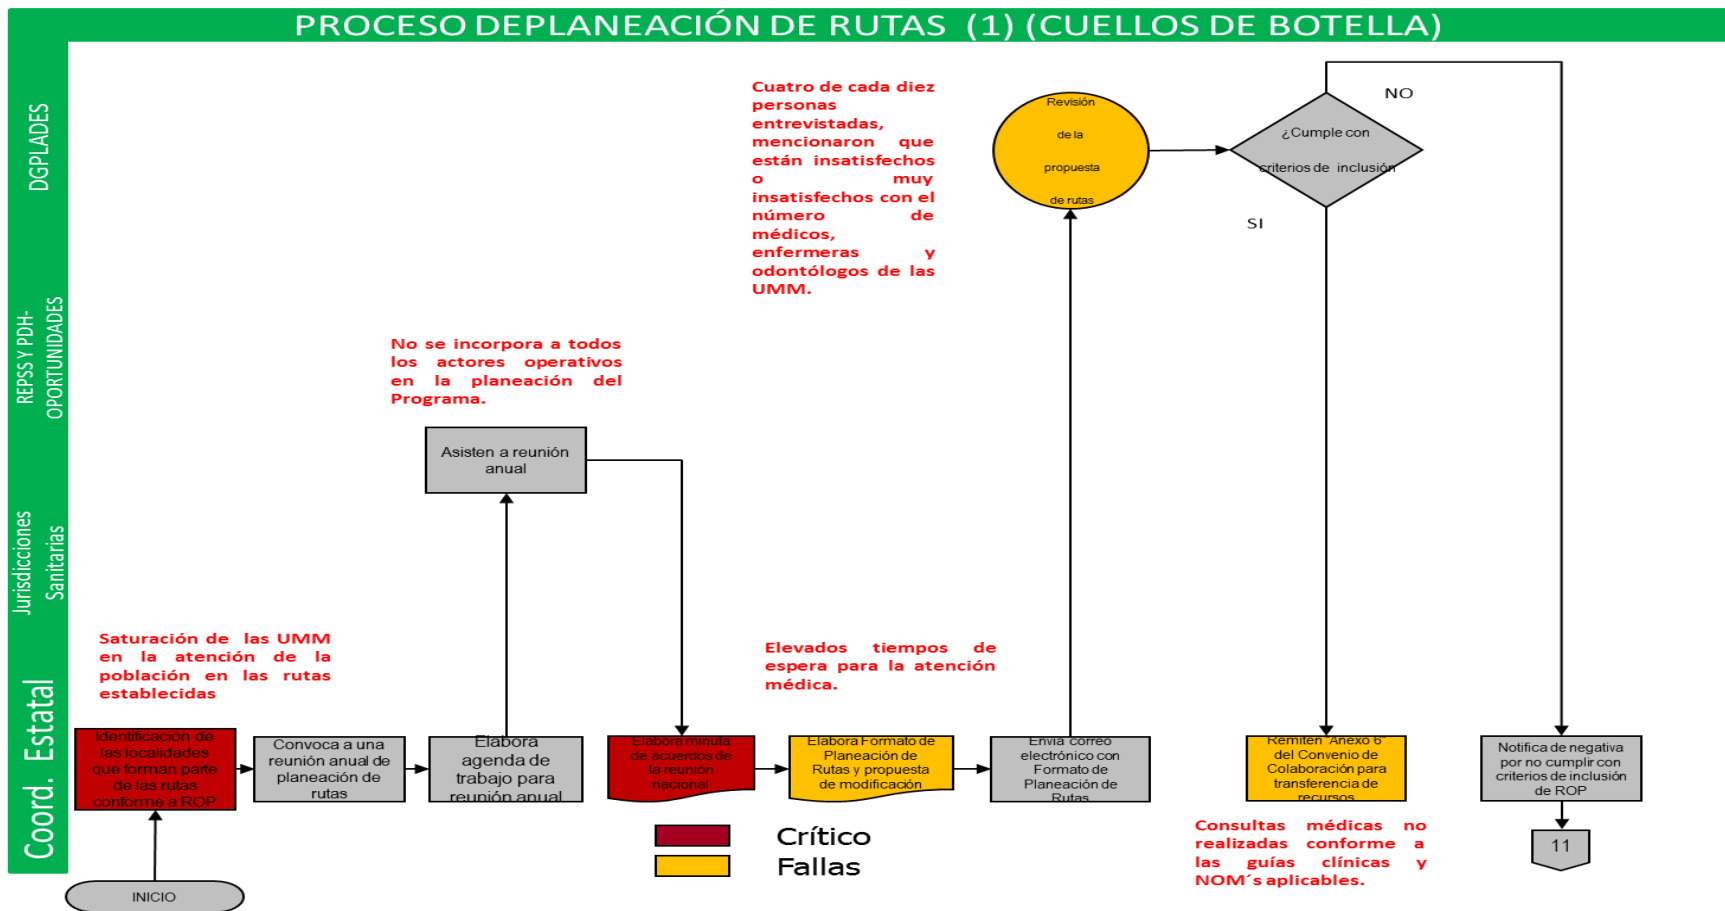 PROCESO DEPLANEACIÓN DE RUTAS (1) (CUELLOS DE BOTELLA)
DGPLADES
REPSS Y PDH-
OPORTUNIDADES
Jurisdicciones
Sanitarias
Coord. Estatal
Cuatro de cada diez
personas
entrevistadas,
mencionaron que
están insatisfechos
o muy
insatisfechos con el
número de
médicos,
enfermeras y
odontólogos de las
UMM.
Revisión
de la
propuesta
de rutas
¿Cumple con
criterios de inclusión
NO
SI
No se incorpora a todos
los actores operativos
en la planeación del
Programa.
Asisten a reunión
anual
Saturación de las UMM
en la atención de la
población en las rutas
establecidas
Elevados tiempos de
espera para la atención
médica.
Identificación de
las localidades
que forman parte
de las rutas
conforme a ROP
Convoca a una
reunión anual de
planeación de
rutas
Elabora
agenda de
trabajo para
reunión anual
Elabora minuta
de acuerdos de
la reunión
nacional
Elabora Formato de
Planeación de
Rutas y propuesta
de modificación
Envía correo
electrónico con
Formato de
Planeación de
Rutas
Remiten "Anexo 6"
del Convenio de
Colaboración para
transferencia de
recursos
Notifica de negativa
por no cumplir con
criterios de inclusión
de ROP
Crítico
Fallas
Consultas médicas no
realizadas conforme a
las guías clínicas y
NOM´s aplicables.
11
INICIO